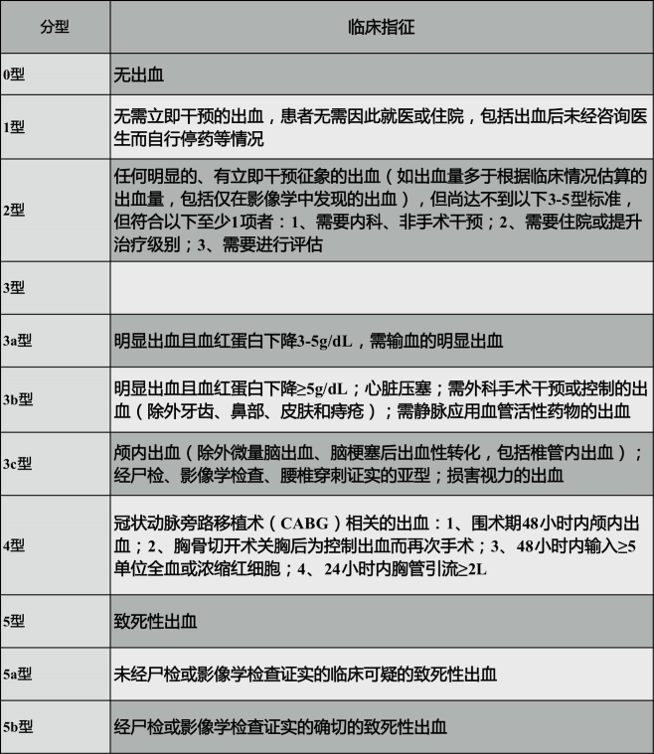 分型 临床指征
0型 无出血
1型 无需立即干预的出血，患者无需因此就医或住院，包括出血后未经咨询医
生而自行停药等情况
2型 任何明显的、有立即干预征象的出血（如出血量多于根据临床情况估算的
出血量，包括仅在影像学中发现的出血），但尚达不到以下3-5型标准，
但符合以下至少1项者：1、需要内科、非手术干预；2、需要住院或提升
治疗级别；3、需要进行评估
3型
3a型 明显出血且血红蛋白下降3-5g/dL，需输血的明显出血
3b型 明显出血且血红蛋白下降≥5g/dL；心脏压塞；需外科手术干预或控制的出
血（除外牙齿、鼻部、皮肤和痔疮）；需静脉应用血管活性药物的出血
3c型 颅内出血（除外微量脑出血、脑梗塞后出血性转化，包括椎管内出血）；
经尸检、影像学检查、腰椎穿刺证实的亚型；损害视力的出血
4型 冠状动脉旁路移植术（CABG）相关的出血：1、围术期48小时内颅内出
血；2、胸骨切开术关胸后为控制出血而再次手术；3、48小时内输入≥5
单位全血或浓缩红细胞；4、24小时内胸管引流≥2L
5型 致死性出血
5a型 未经尸检或影像学检查证实的临床可疑的致死性出血
5b型 经尸检或影像学检查证实的确切的致死性出血